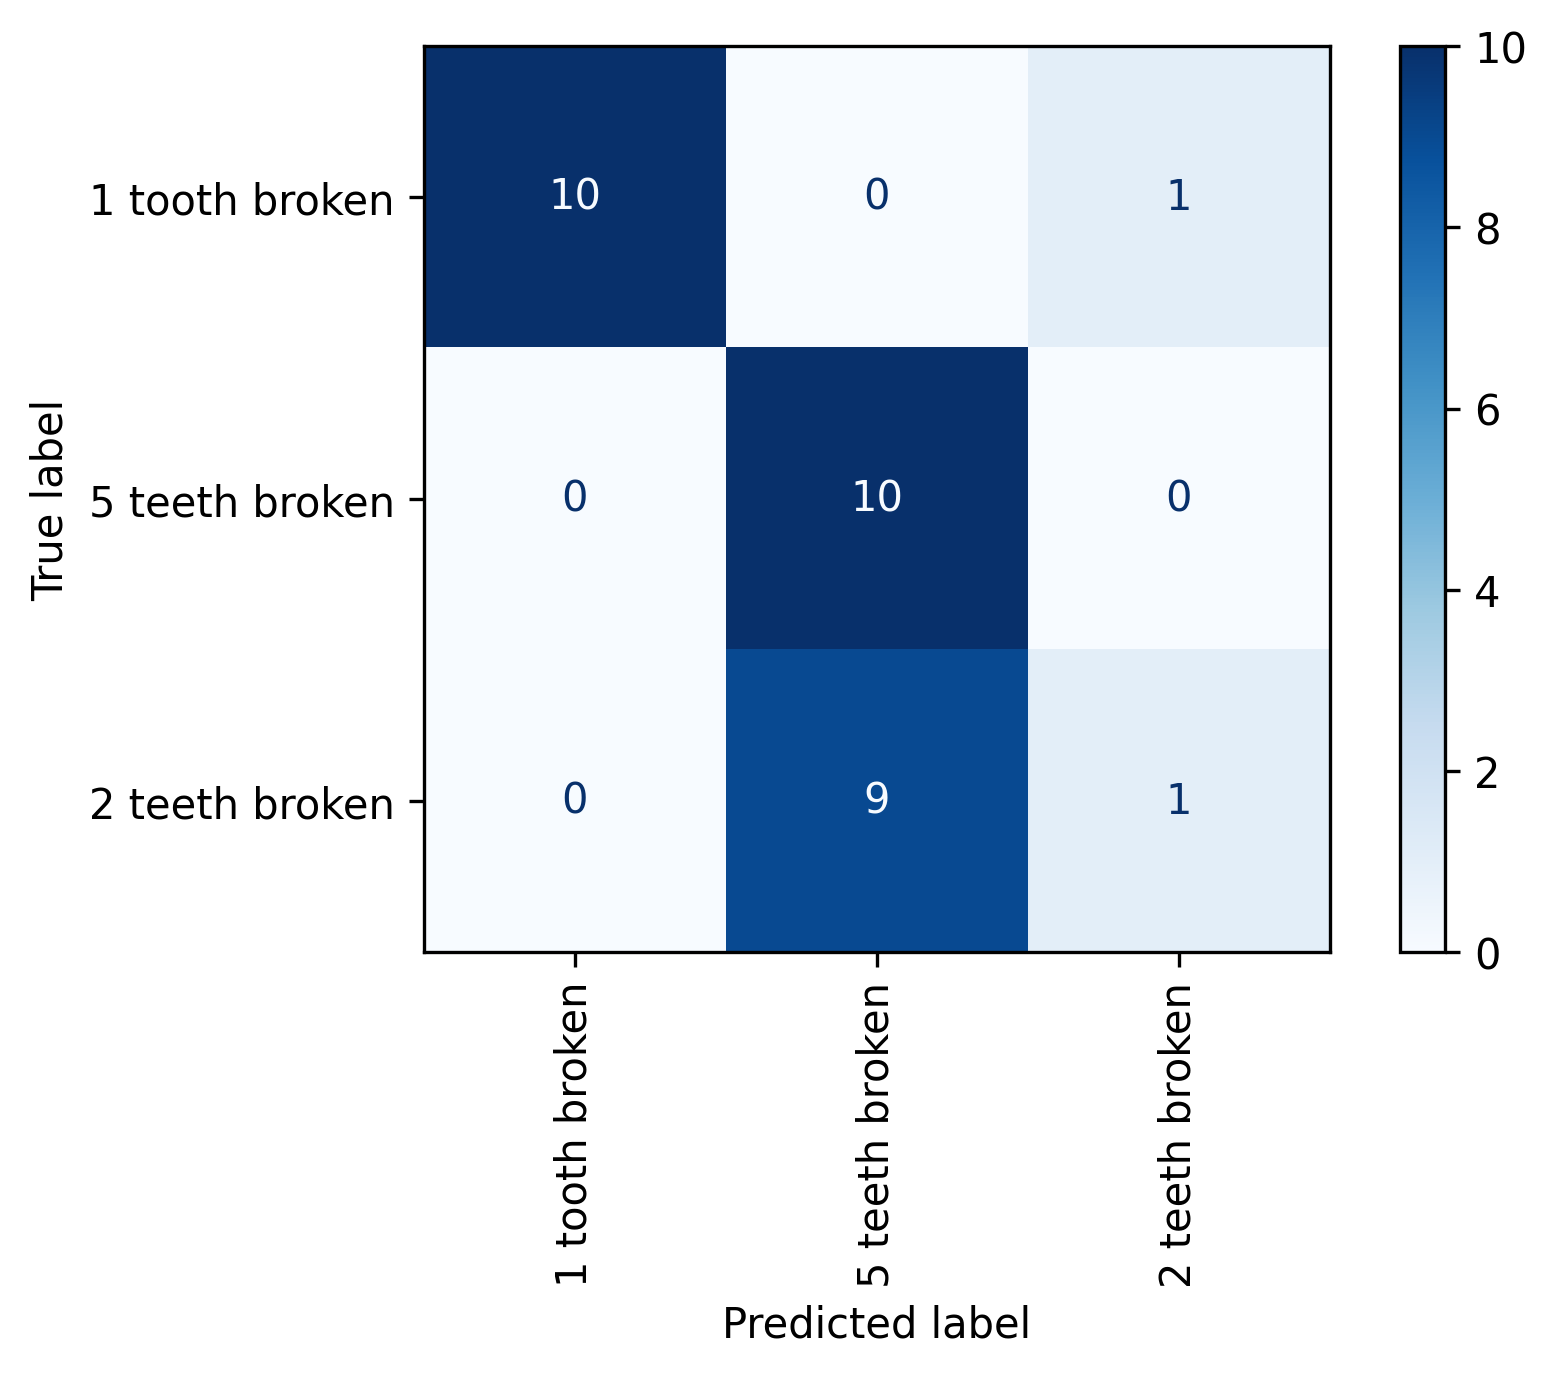 True label
1 tooth broken 10 0 1
5 teeth broken 0 10 0
2 teeth broken 0 9 1
1 tooth broken
5 teeth broken
2 teeth broken
Predicted label
10
8
6
4
2
0